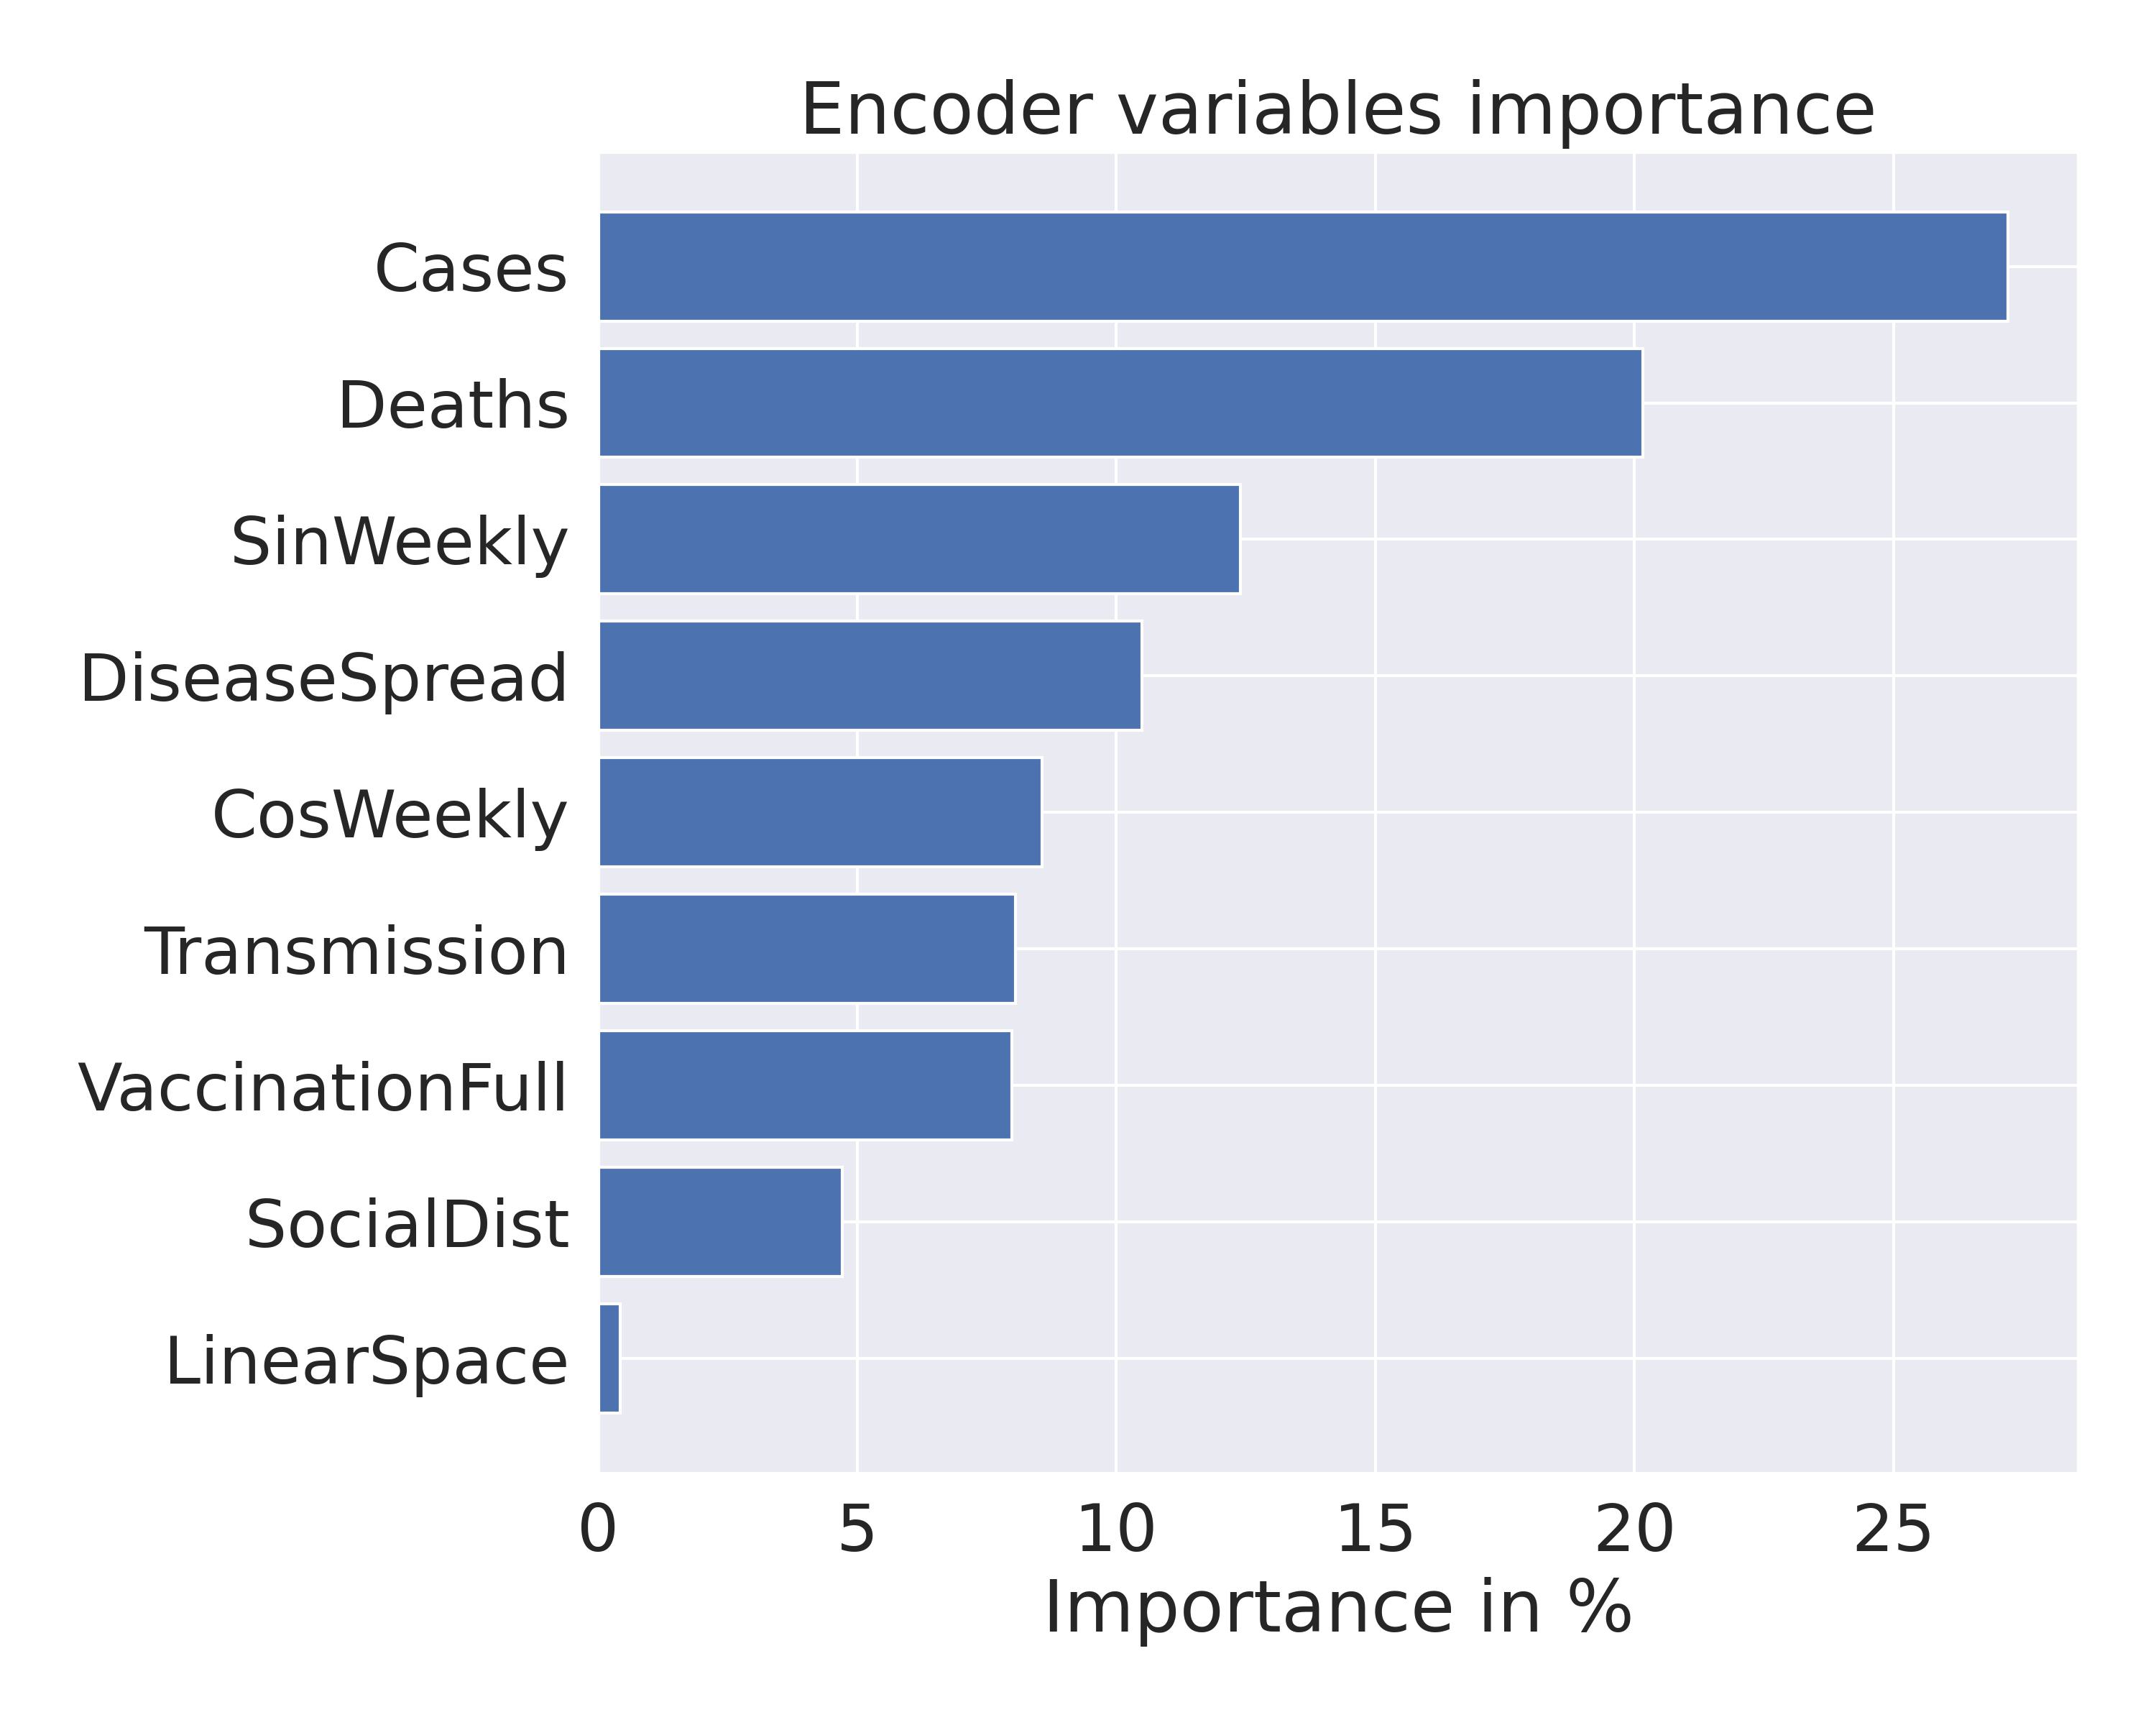 Encoder variables importance
Cases
Deaths
SinWeekly
DiseaseSpread
CosWeekly
Transmission
VaccinationFull
SocialDist
LinearSpace
0 5 10 15 20 25
Importance in %